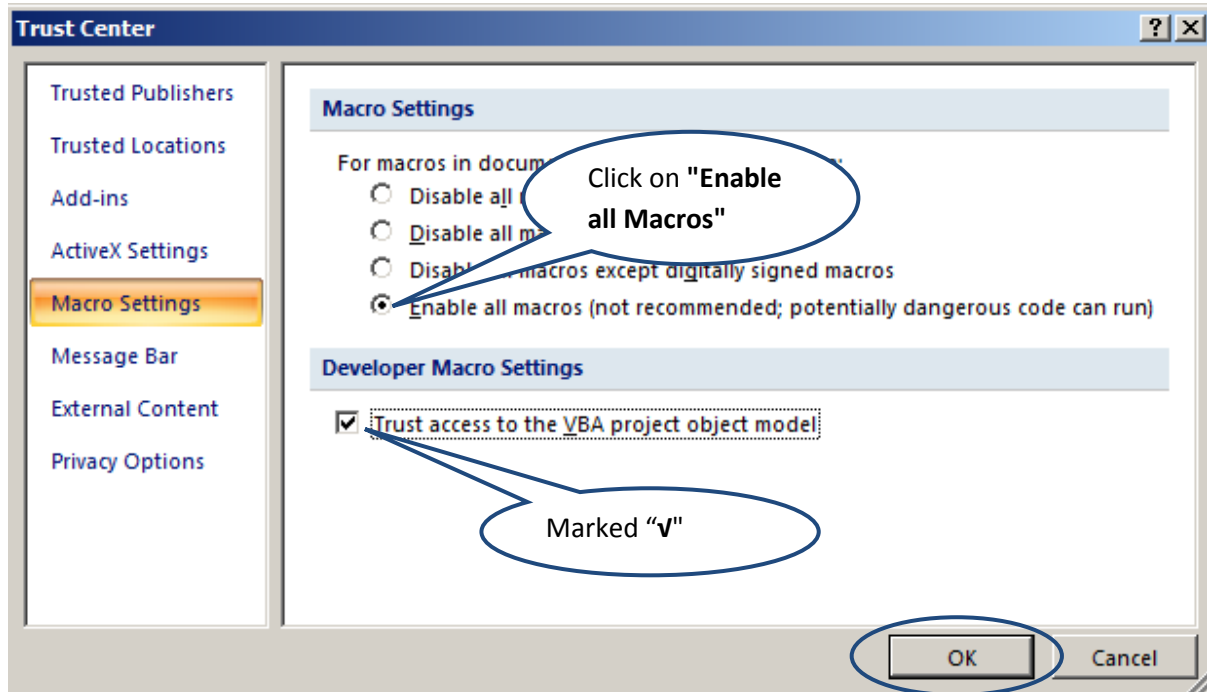 Trust Center
Trusted Publishers
Trusted Locations
Add-ins
ActiveX Settings
Macro Settings
Message Bar
External Content
Privacy Options
Macro Settings
For macros in
Disable all
Disable all
macros except digitally signed macros
Enable all macros (not recommended; potentially dangerous code can run)
Click on "Enable
all Macros"
Developer Macro Settings
Trust access to the VBA project object model
Marked “√"
OK
Cancel